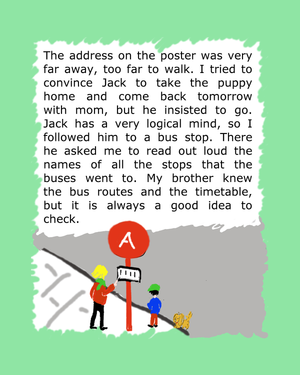 The address on the poster was very
far away, too far to walk. I tried to
convince Jack to take the puppy
home and come back tomorrow
with mom, but he insisted to go.
Jack has a very logical mind, so I
followed him to a bus stop. There
he asked me to read out loud the
names of all the stops that the
buses went to. My brother knew
the bus routes and the timetable,
but it is always a good idea to
check.
A